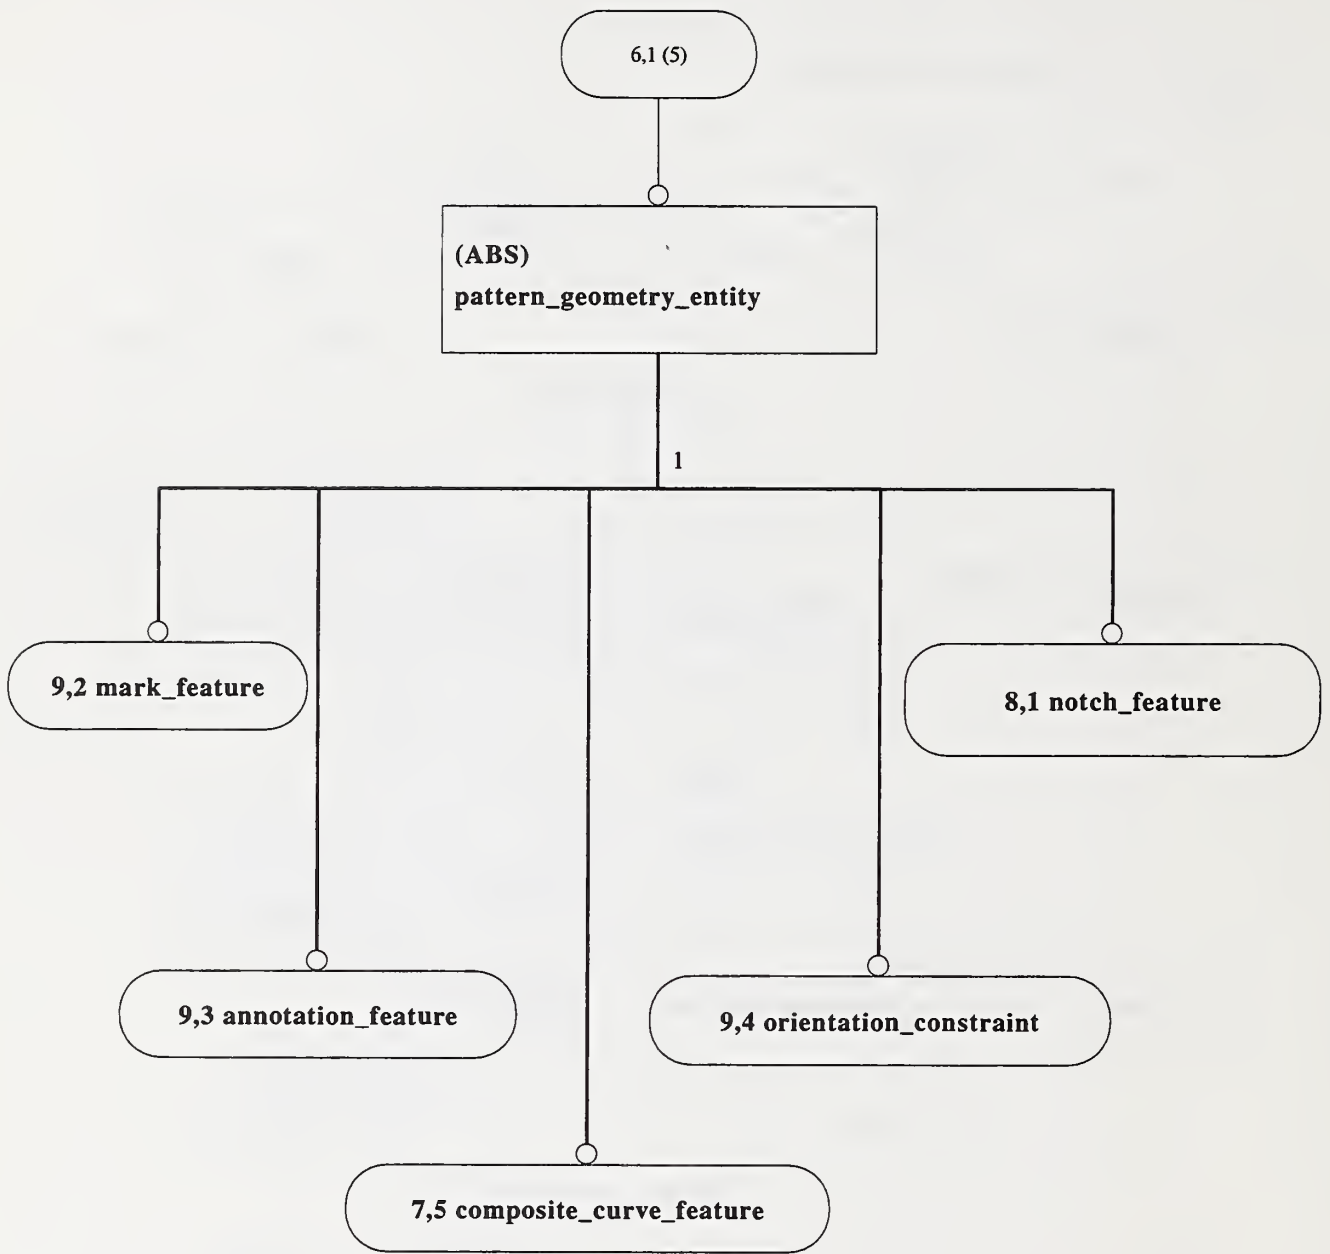 6,1 (5)
(ABS)
pattern_geometry_entity
1
9,2 mark_feature
8,1 notch_feature
9,3 annotation_feature
9,4 orientation_constraint
7,5 composite_curve_feature